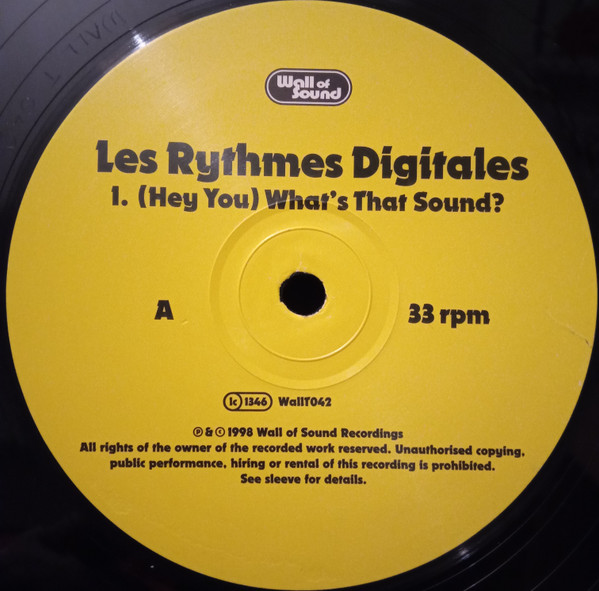 Wall of
Sound
Les Rythmes Digitales
1. (Hey You) What's That Sound?
A
33 rpm
lc 1346 WallT042
℗ & © 1998 Wall of Sound Recordings
All rights of the owner of the recorded work reserved. Unauthorised copying,
public performance, hiring or rental of this recording is prohibited.
See sleeve for details.